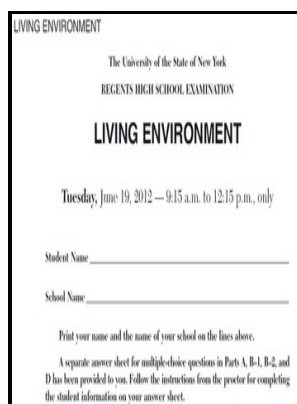 LIVING ENVIRONMENT
The University of the State of New York
REGENTS HIGH SCHOOL EXAMINATION
LIVING ENVIRONMENT
Tuesday, June 19, 2012 — 9:15 a.m. to 12:15 p.m., only
Student Name
School Name
Print your name and the name of your school on the lines above.
A separate answer sheet for multiple-choice questions in Parts A, B–1, B–2, and
D has been provided to you. Follow the instructions from the proctor for completing
the student information on your answer sheet.